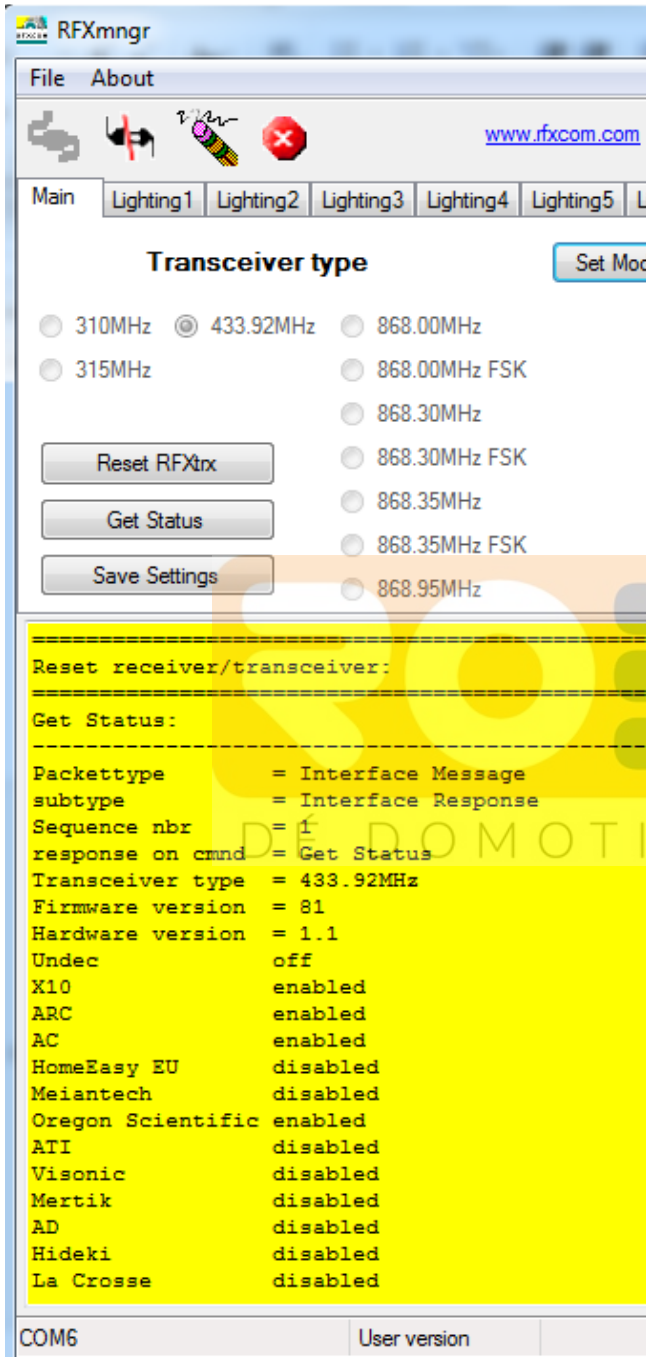 RFXmngr
File About
www.rfxcom.com
Main Lighting1 Lighting2 Lighting3 Lighting4 Lighting5 L
Transceiver type
Set Mod
310MHz 433.92MHz 868.00MHz
315MHz 868.00MHz FSK
868.30MHz
Reset RFXtrx 868.30MHz FSK
868.35MHz
Get Status
868.35MHz FSK
Save Settings
868.95MHz
================================================
Reset receiver/transceiver:
================================================
Get Status:
------------------------------------------------
Packettype = Interface Message
subtype = Interface Response
Sequence nbr = 1
response on cmnd = Get Status
Transceiver type = 433.92MHz
Firmware version = 81
Hardware version = 1.1
Undec off
X10 enabled
ARC enabled
AC enabled
HomeEasy EU disabled
Meiantech disabled
Oregon Scientific enabled
ATI disabled
Visonic disabled
Mertik disabled
AD disabled
Hideki disabled
La Crosse disabled
DÉ DOMOTI
COM6 User version